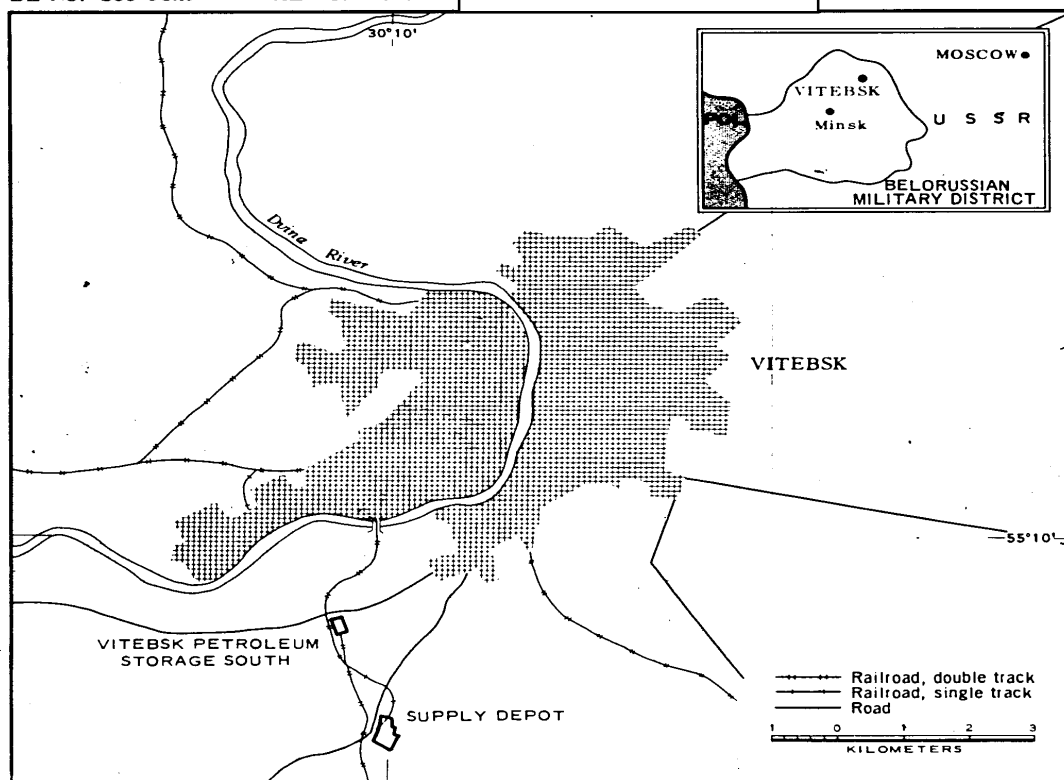 30°10'
MOSCOW
VITEBSK
POL
Minsk
U S S R
BELORUSSIAN
MILITARY DISTRICT
Dvina River
VITEBSK
55°10'
VITEBSK PETROLEUM
STORAGE SOUTH
SUPPLY DEPOT
Railroad, double track
Railroad, single track
Road
1 0 1 2 3
KILOMETERS